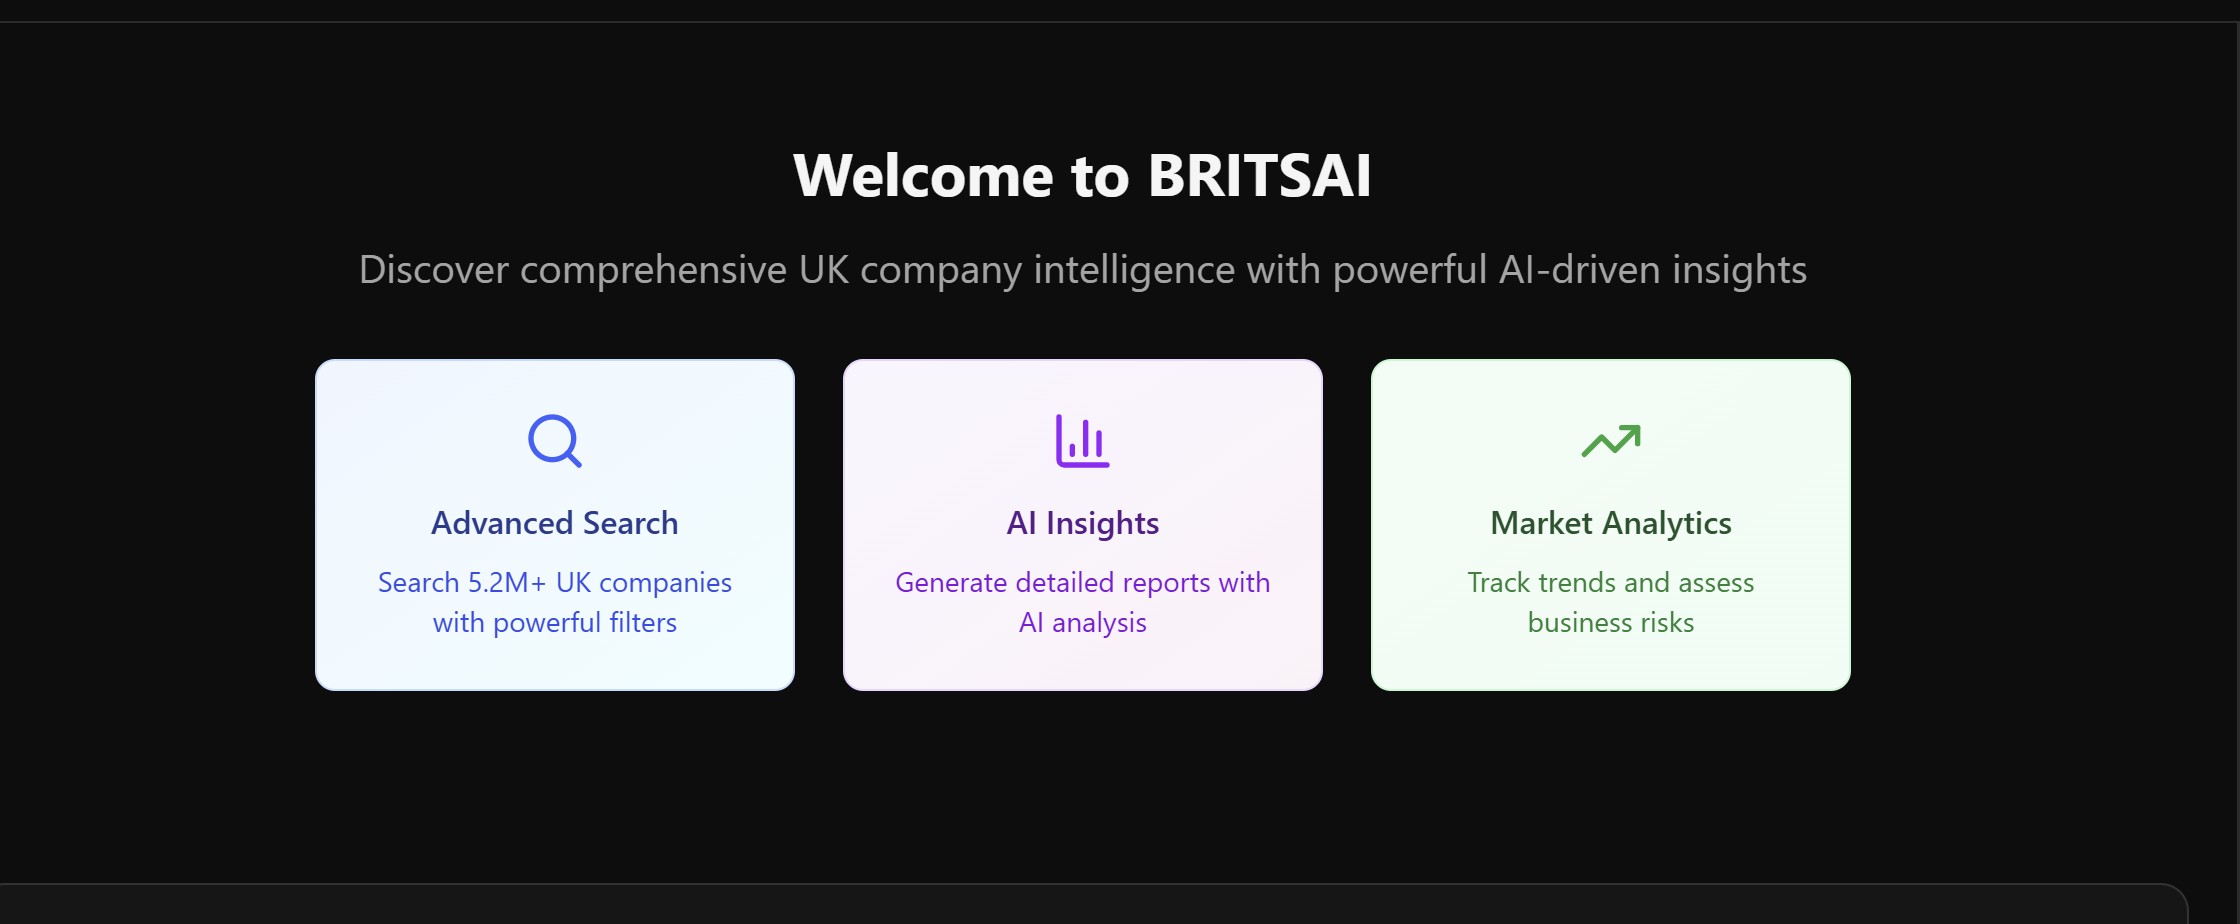 Welcome to BRITSAI
Discover comprehensive UK company intelligence with powerful AI-driven insights
Advanced Search
Search 5.2M+ UK companies
with powerful filters
AI Insights
Generate detailed reports with
AI analysis
Market Analytics
Track trends and assess
business risks